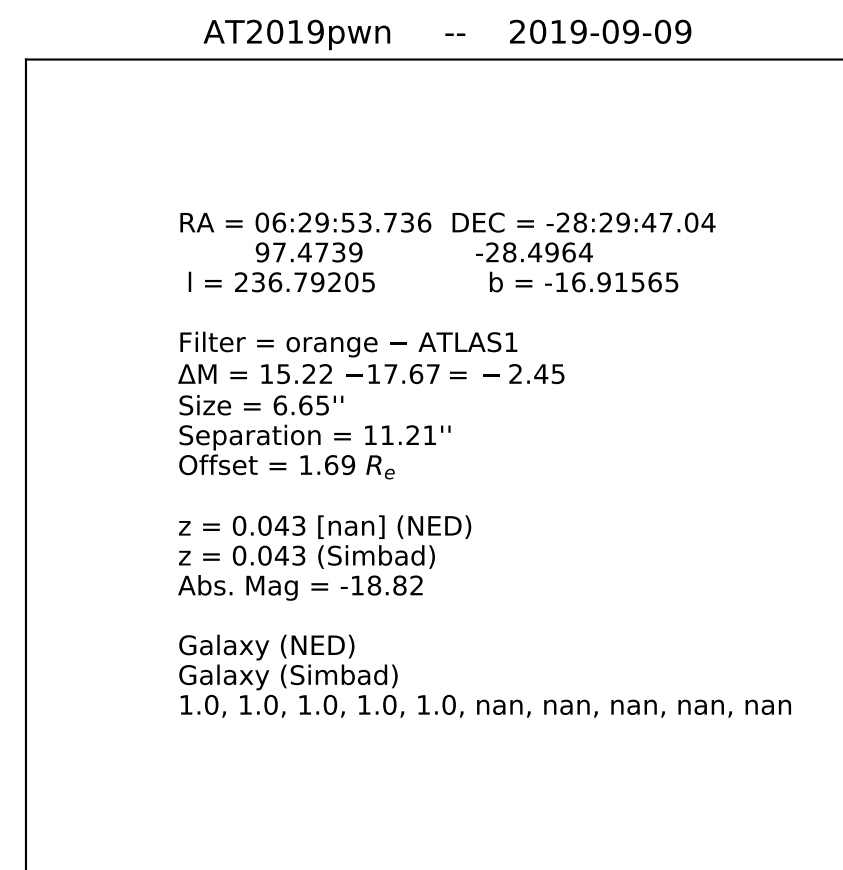 AT2019pwn -- 2019-09-09
RA = 06:29:53.736 DEC = -28:29:47.04
97.4739 -28.4964
l = 236.79205 b = -16.91565
Filter = orange − ATLAS1
ΔM = 15.22 −17.67 = − 2.45
Size = 6.65''
Separation = 11.21''
Offset = 1.69 Re
z = 0.043 [nan] (NED)
z = 0.043 (Simbad)
Abs. Mag = -18.82
Galaxy (NED)
Galaxy (Simbad)
1.0, 1.0, 1.0, 1.0, 1.0, nan, nan, nan, nan, nan